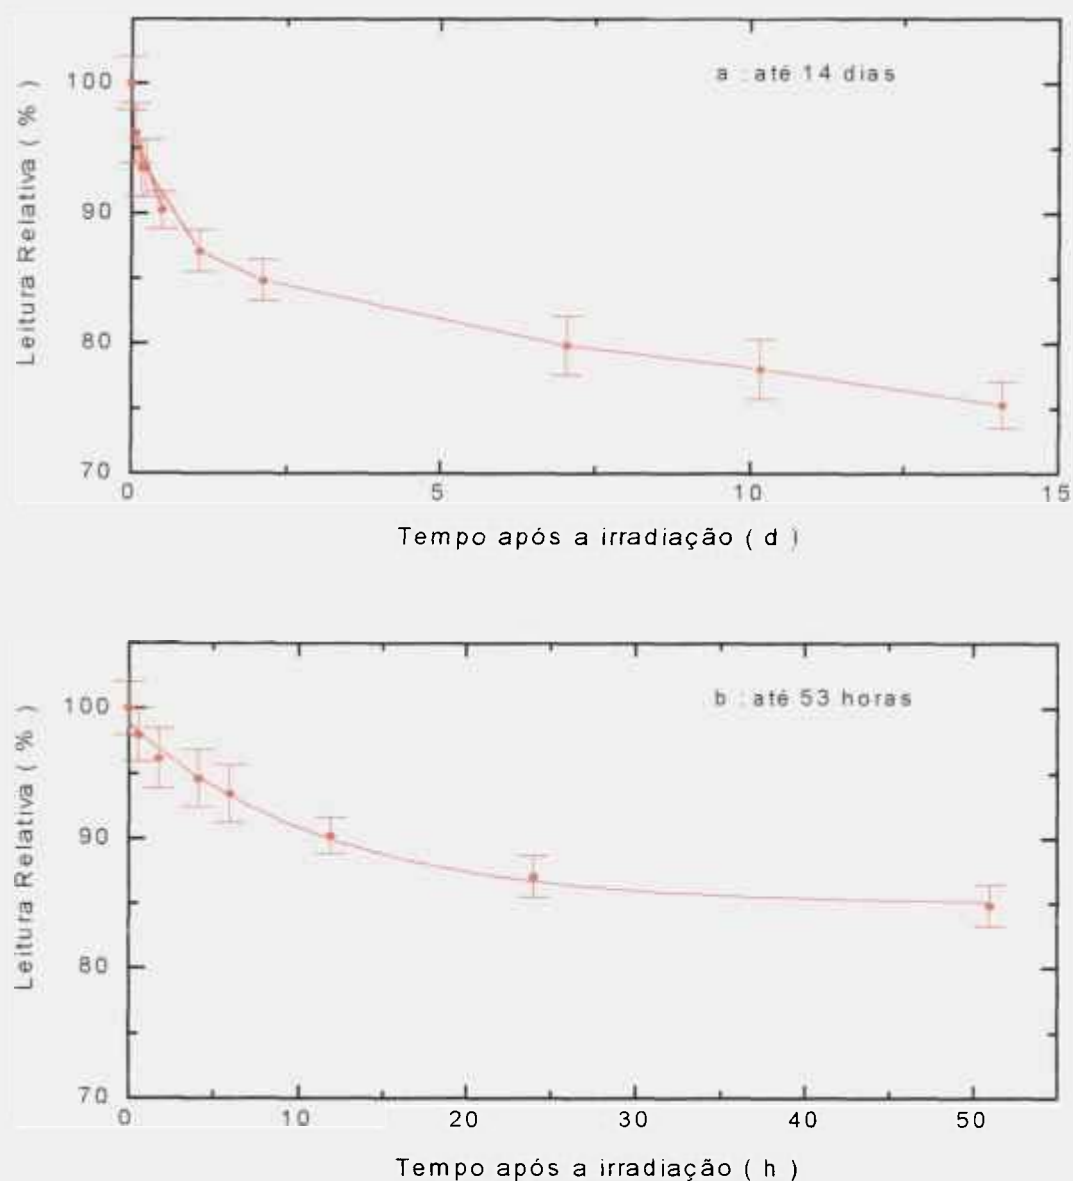 Leitura Relativa ( % )
100
90
80
70
a : até 14 dias
0 5 10 15
Tempo após a irradiação ( d )
Leitura Relativa ( % )
100
90
80
70
b : até 53 horas
0 10 20 30 40 50
Tempo após a irradiação ( h )